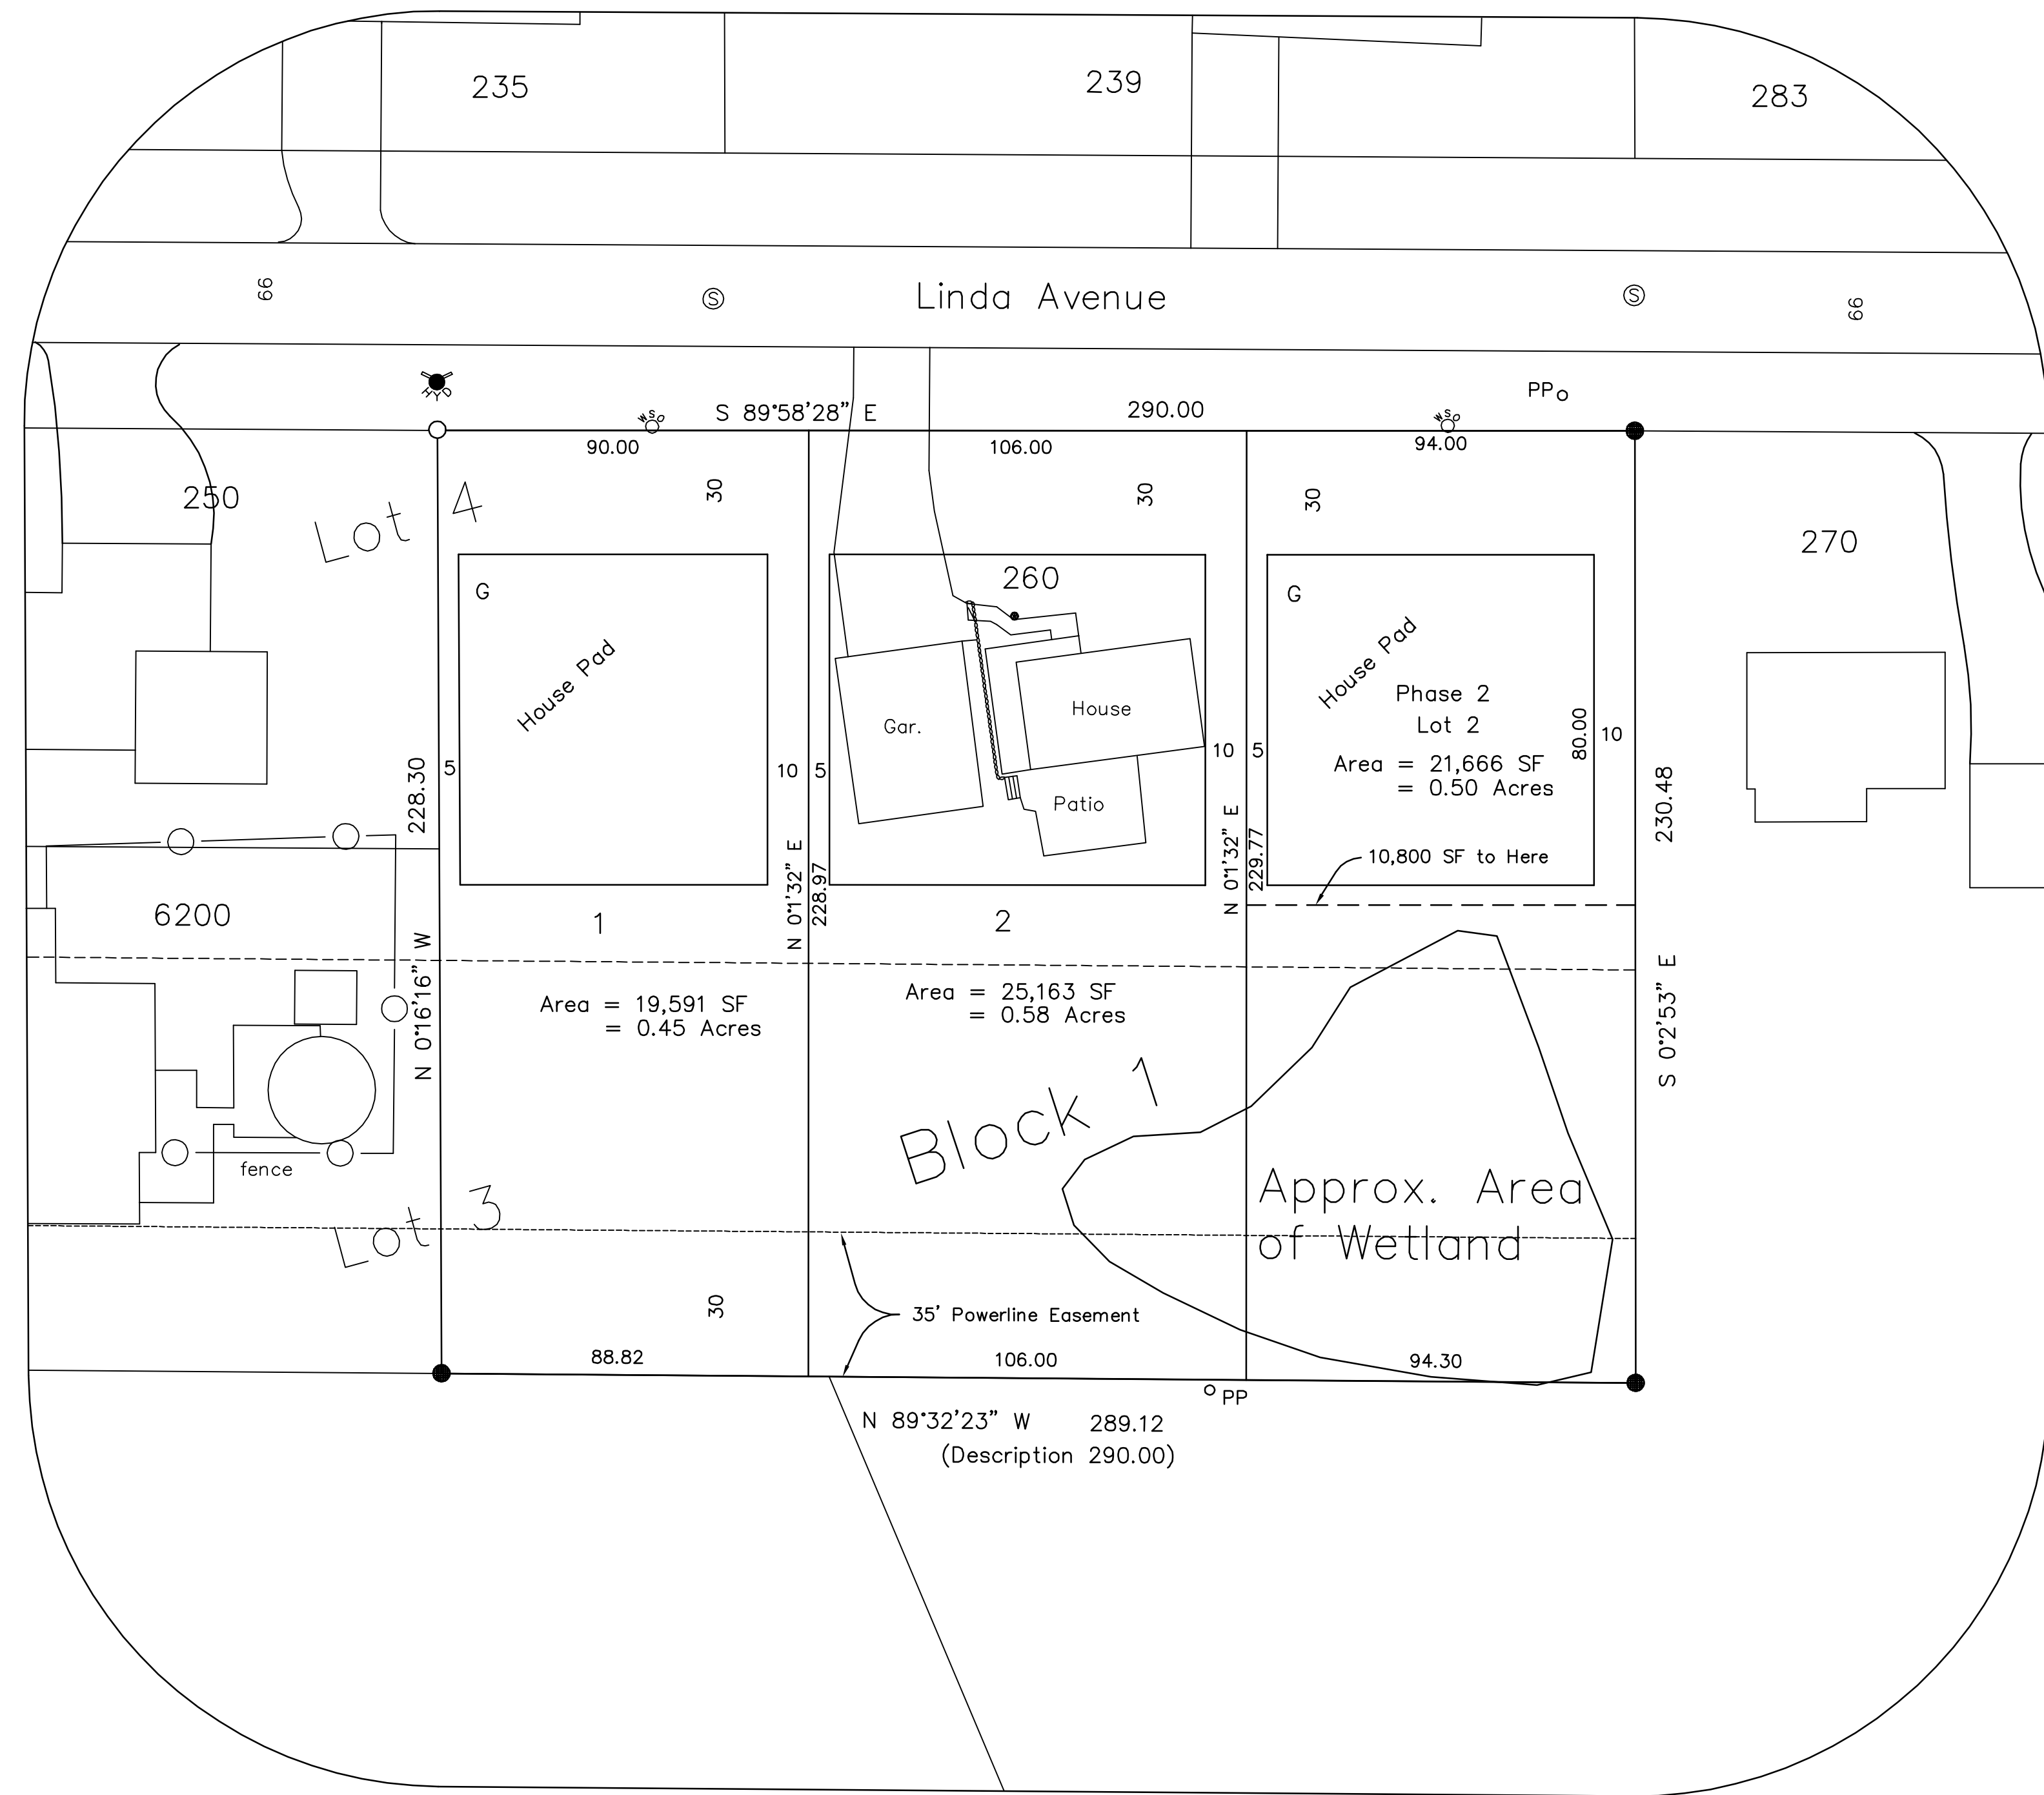 235
239
283
66
Linda Avenue
66
S
S
HYD
PP
WSO
S 89°58'28" E
290.00
WSO
90.00
106.00
94.00
30
30
30
250
Lot 4
270
260
G
G
House Pad
House Pad
Phase 2
Lot 2
Gar.
House
Area = 21,666 SF
= 0.50 Acres
80.00
10
5
10
5
10
5
Patio
228.30
230.48
10,800 SF to Here
N 0°1'32" E
228.97
N 0°1'32" E
229.77
6200
1
2
N 0°16'16" W
S 0°2'53" E
Area = 19,591 SF
= 0.45 Acres
Area = 25,163 SF
= 0.58 Acres
Block 1
fence
Lot 3
Approx. Area
of Wetland
30
35' Powerline Easement
88.82
106.00
94.30
PP
N 89°32'23" W 289.12
(Description 290.00)